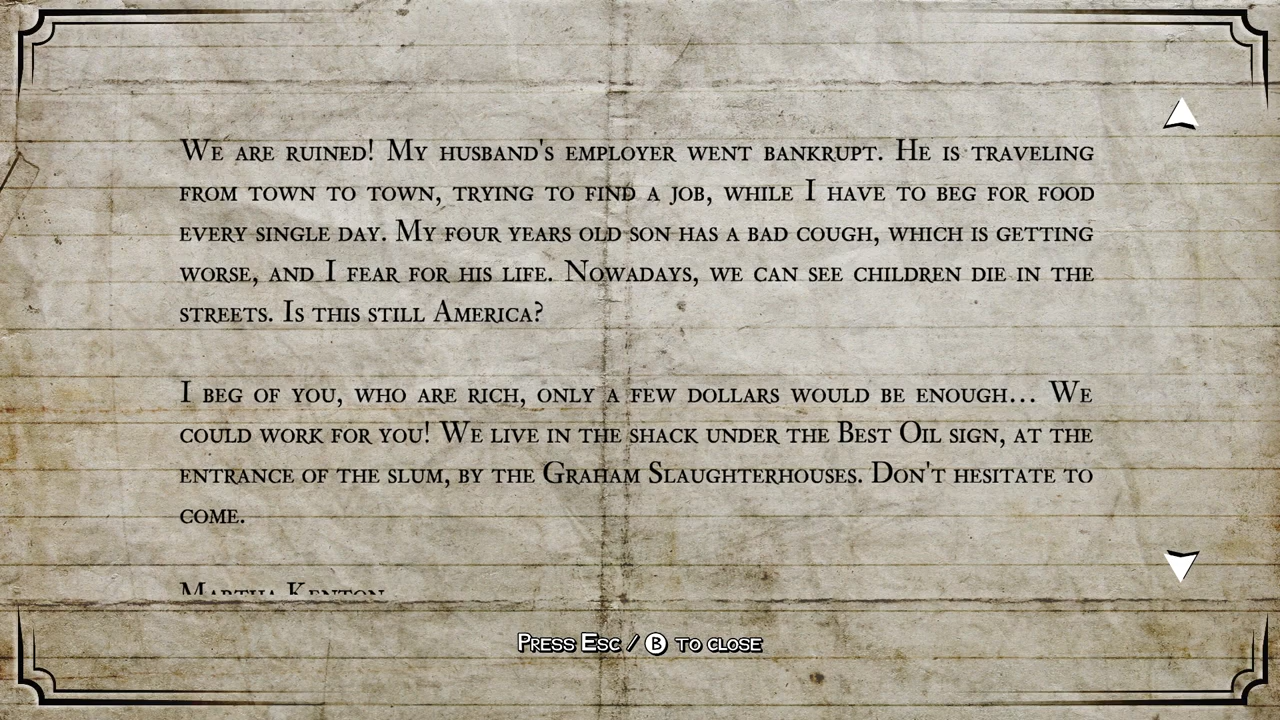 We are ruined! My husband's employer went bankrupt. He is traveling
from town to town, trying to find a job, while I have to beg for food
every single day. My four years old son has a bad cough, which is getting
worse, and I fear for his life. Nowadays, we can see children die in the
streets. Is this still America?
I beg of you, who are rich, only a few dollars would be enough... We
could work for you! We live in the shack under the Best Oil sign, at the
entrance of the slum, by the Graham Slaughterhouses. Don't hesitate to
come.
Martha Kenton
Press Esc / B to close